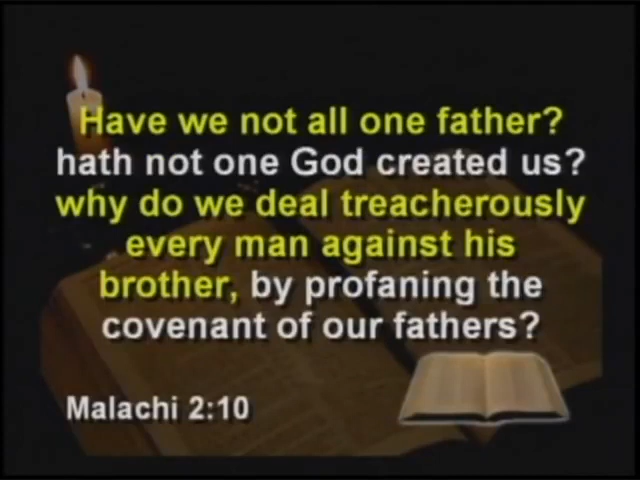 Have we not all one father?
hath not one God created us?
why do we deal treacherously
every man against his
brother, by profaning the
covenant of our fathers?
Malachi 2:10